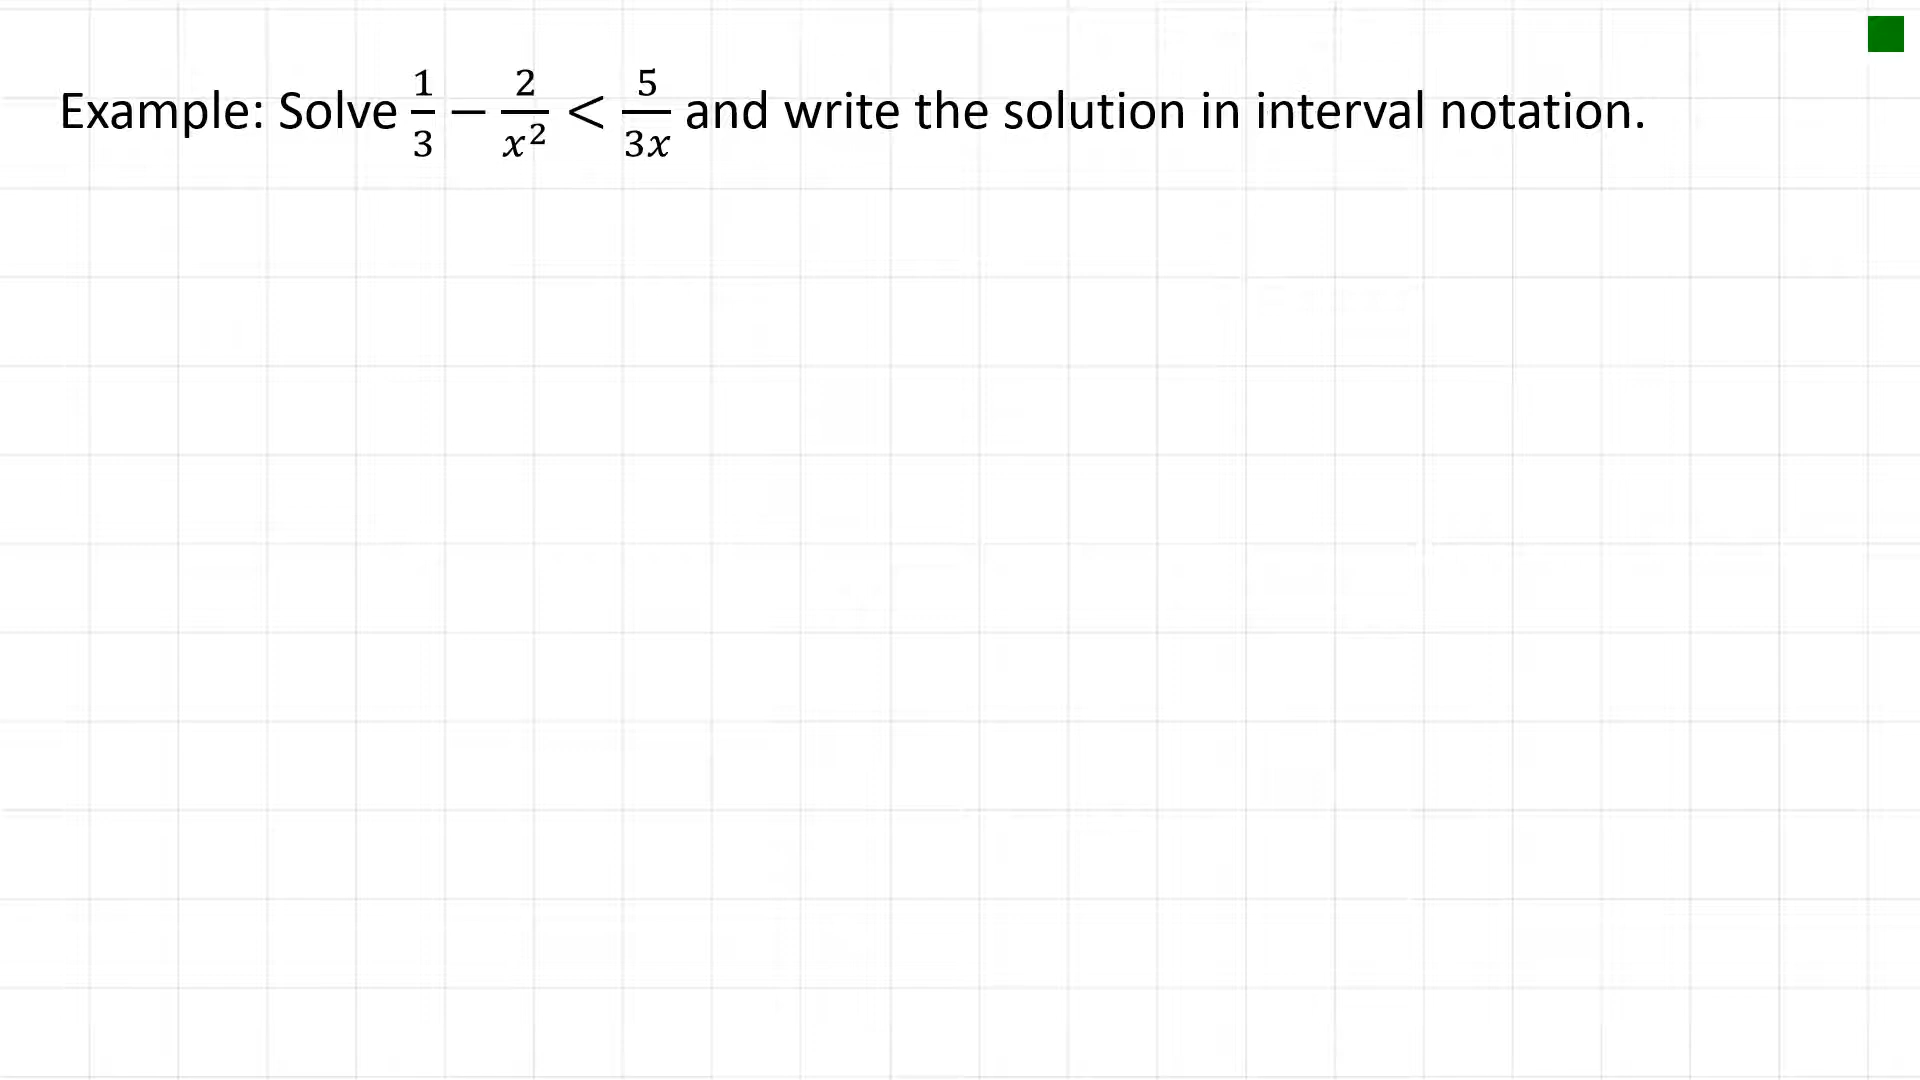 Example: Solve 1/3 − 2/x² < 5/3x and write the solution in interval notation.